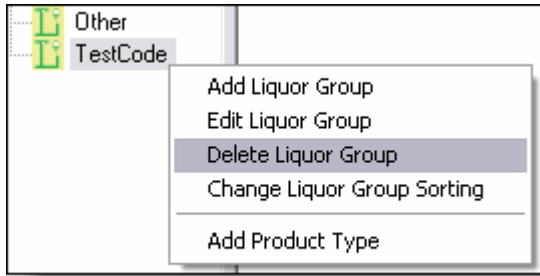 Other
TestCode
Add Liquor Group
Edit Liquor Group
Delete Liquor Group
Change Liquor Group Sorting
Add Product Type